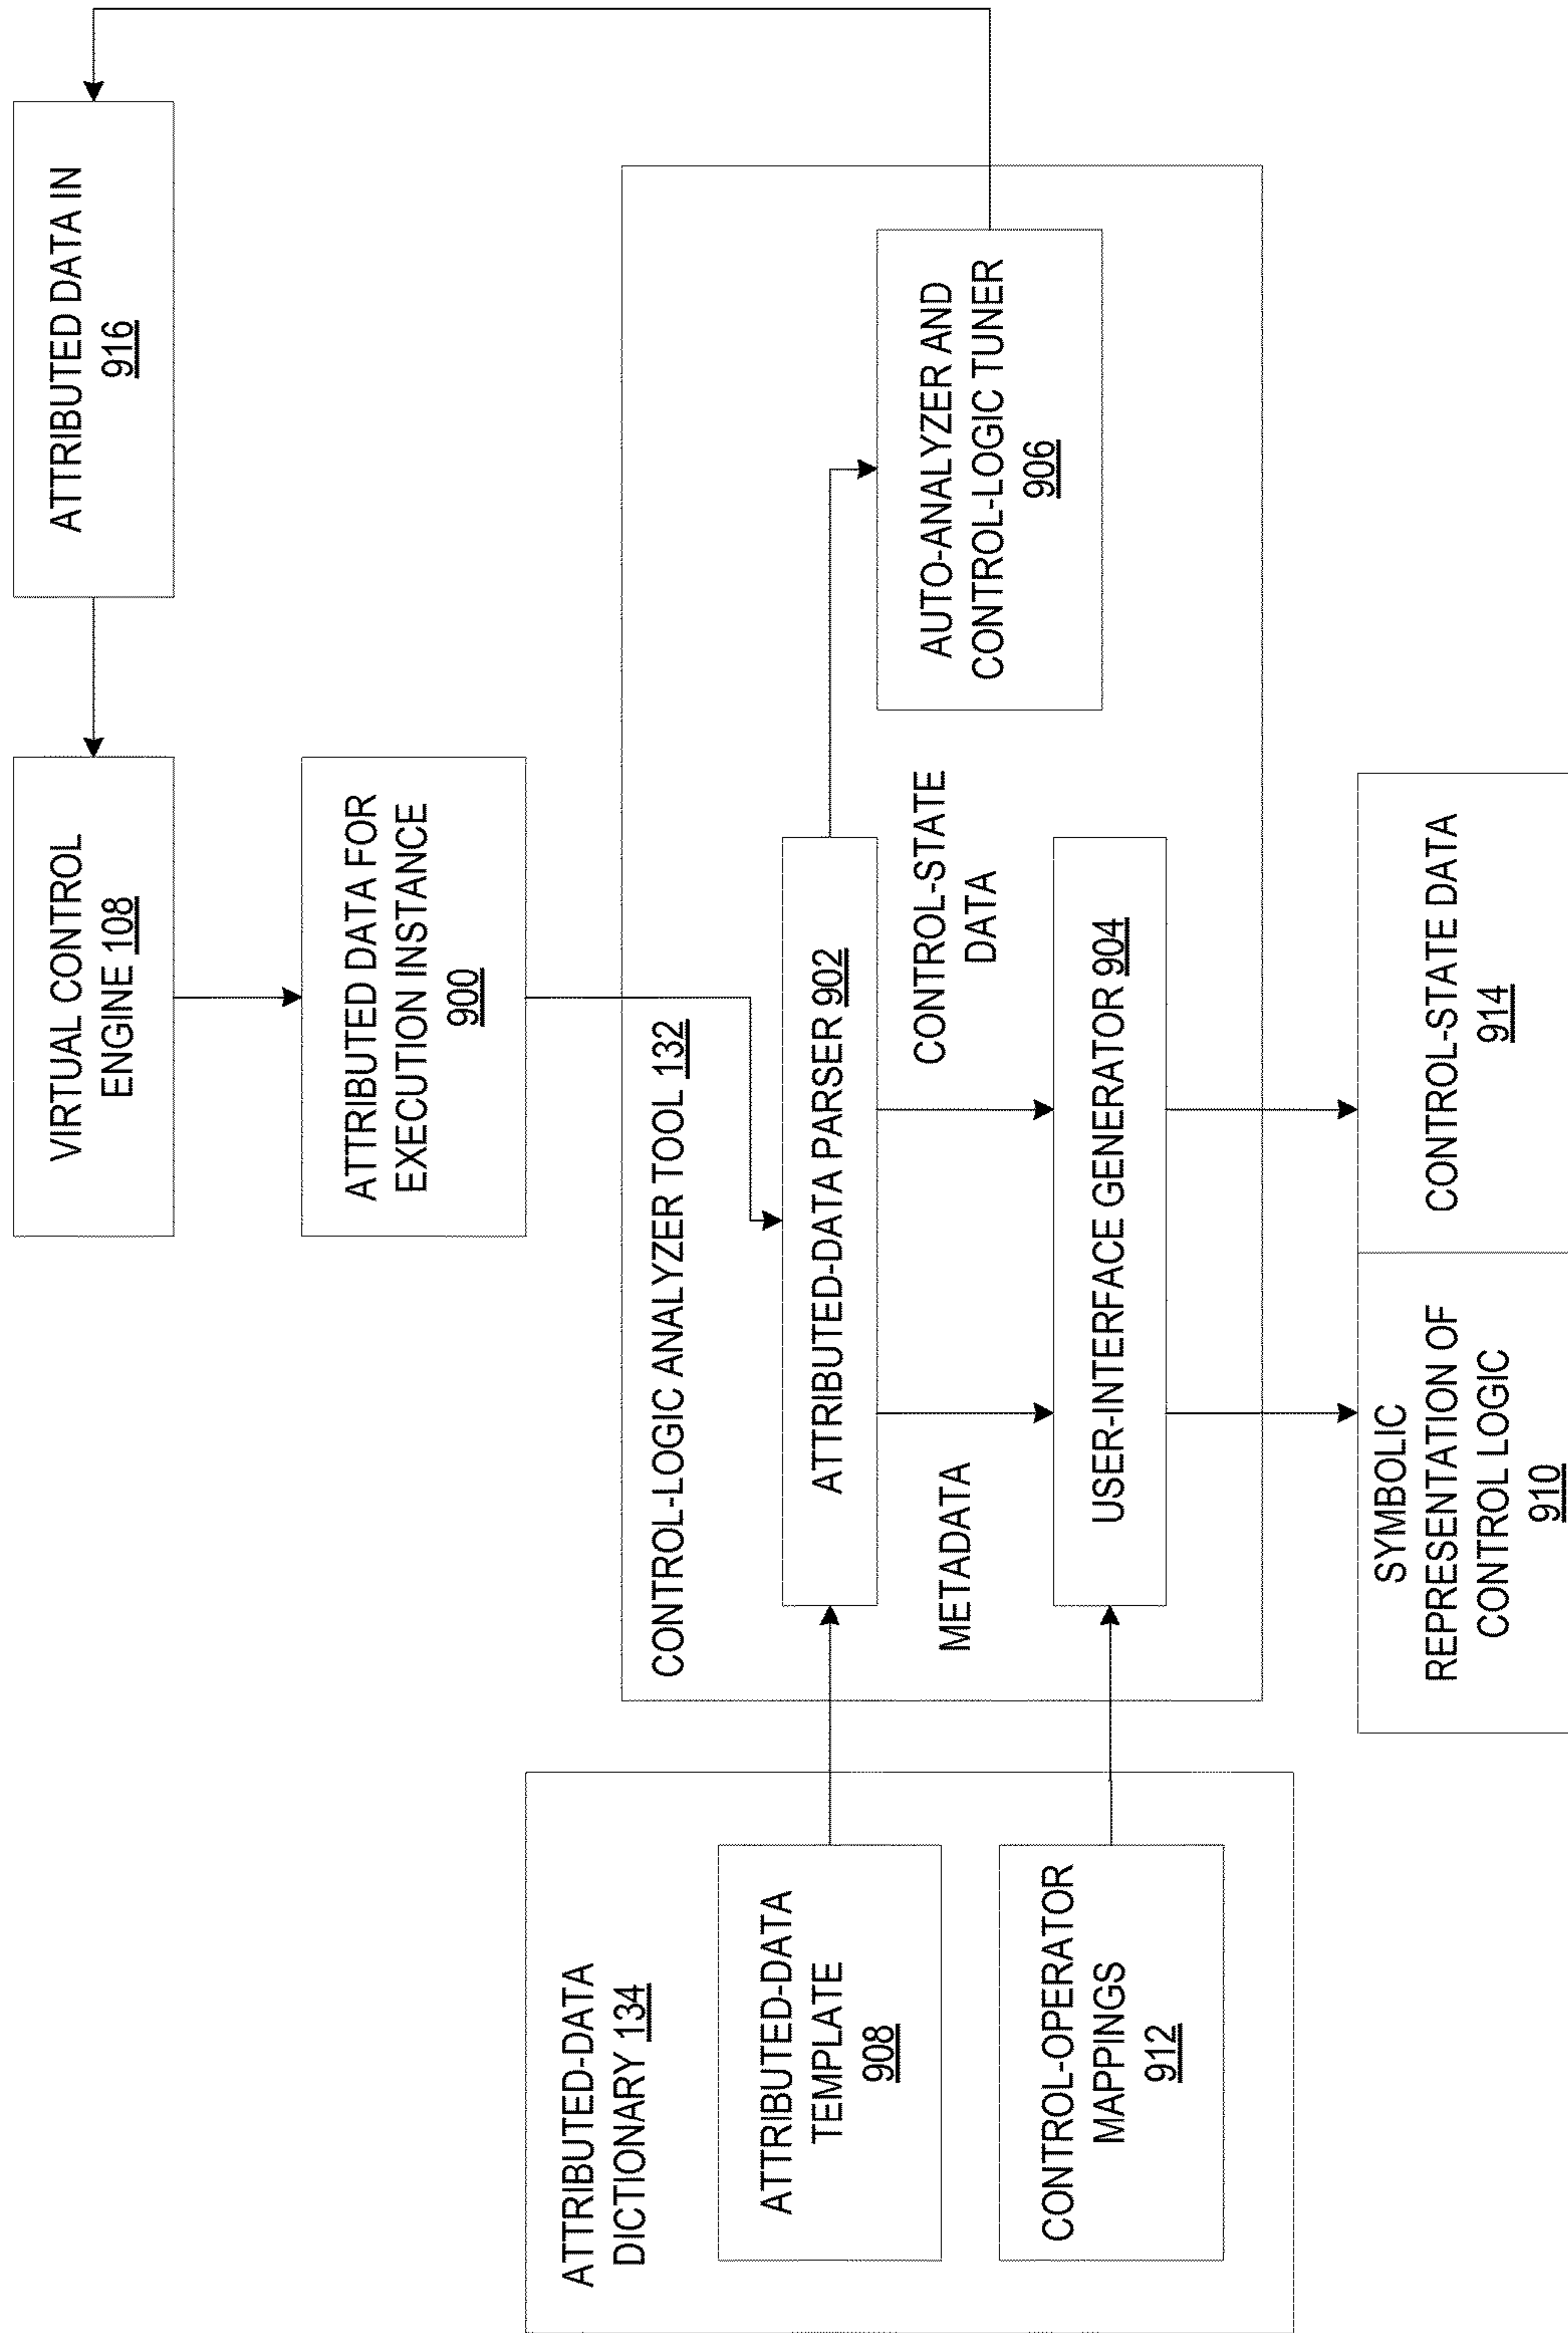 VIRTUAL CONTROL
ENGINE 108
ATTRIBUTED DATA IN
916
ATTRIBUTED DATA FOR
EXECUTION INSTANCE
900
ATTRIBUTED-DATA
DICTIONARY 134
ATTRIBUTED-DATA
TEMPLATE
908
CONTROL-OPERATOR
MAPPINGS
912
CONTROL-LOGIC ANALYZER TOOL 132
ATTRIBUTED-DATA PARSER 902
METADATA
CONTROL-STATE
DATA
AUTO-ANALYZER AND
CONTROL-LOGIC TUNER
906
USER-INTERFACE GENERATOR 904
SYMBOLIC
REPRESENTATION OF
CONTROL LOGIC
910
CONTROL-STATE DATA
914